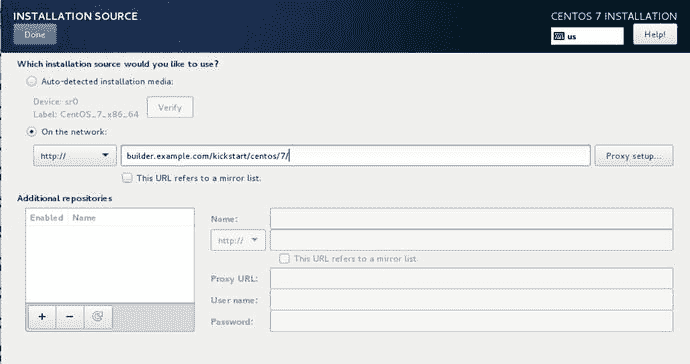 INSTALLATION SOURCE
CENTOS 7 INSTALLATION
Done
us
Help!
Which installation source would you like to use?
Auto-detected installation media:
Device: sr0
Label: CentOS_7_x86_64
Verify
On the network:
http://
builder.example.com/kickstart/centos/7/
Proxy setup...
This URL refers to a mirror list.
Additional repositories
Enabled Name
Name:
http://
This URL refers to a mirror list.
Proxy URL:
User name:
Password: